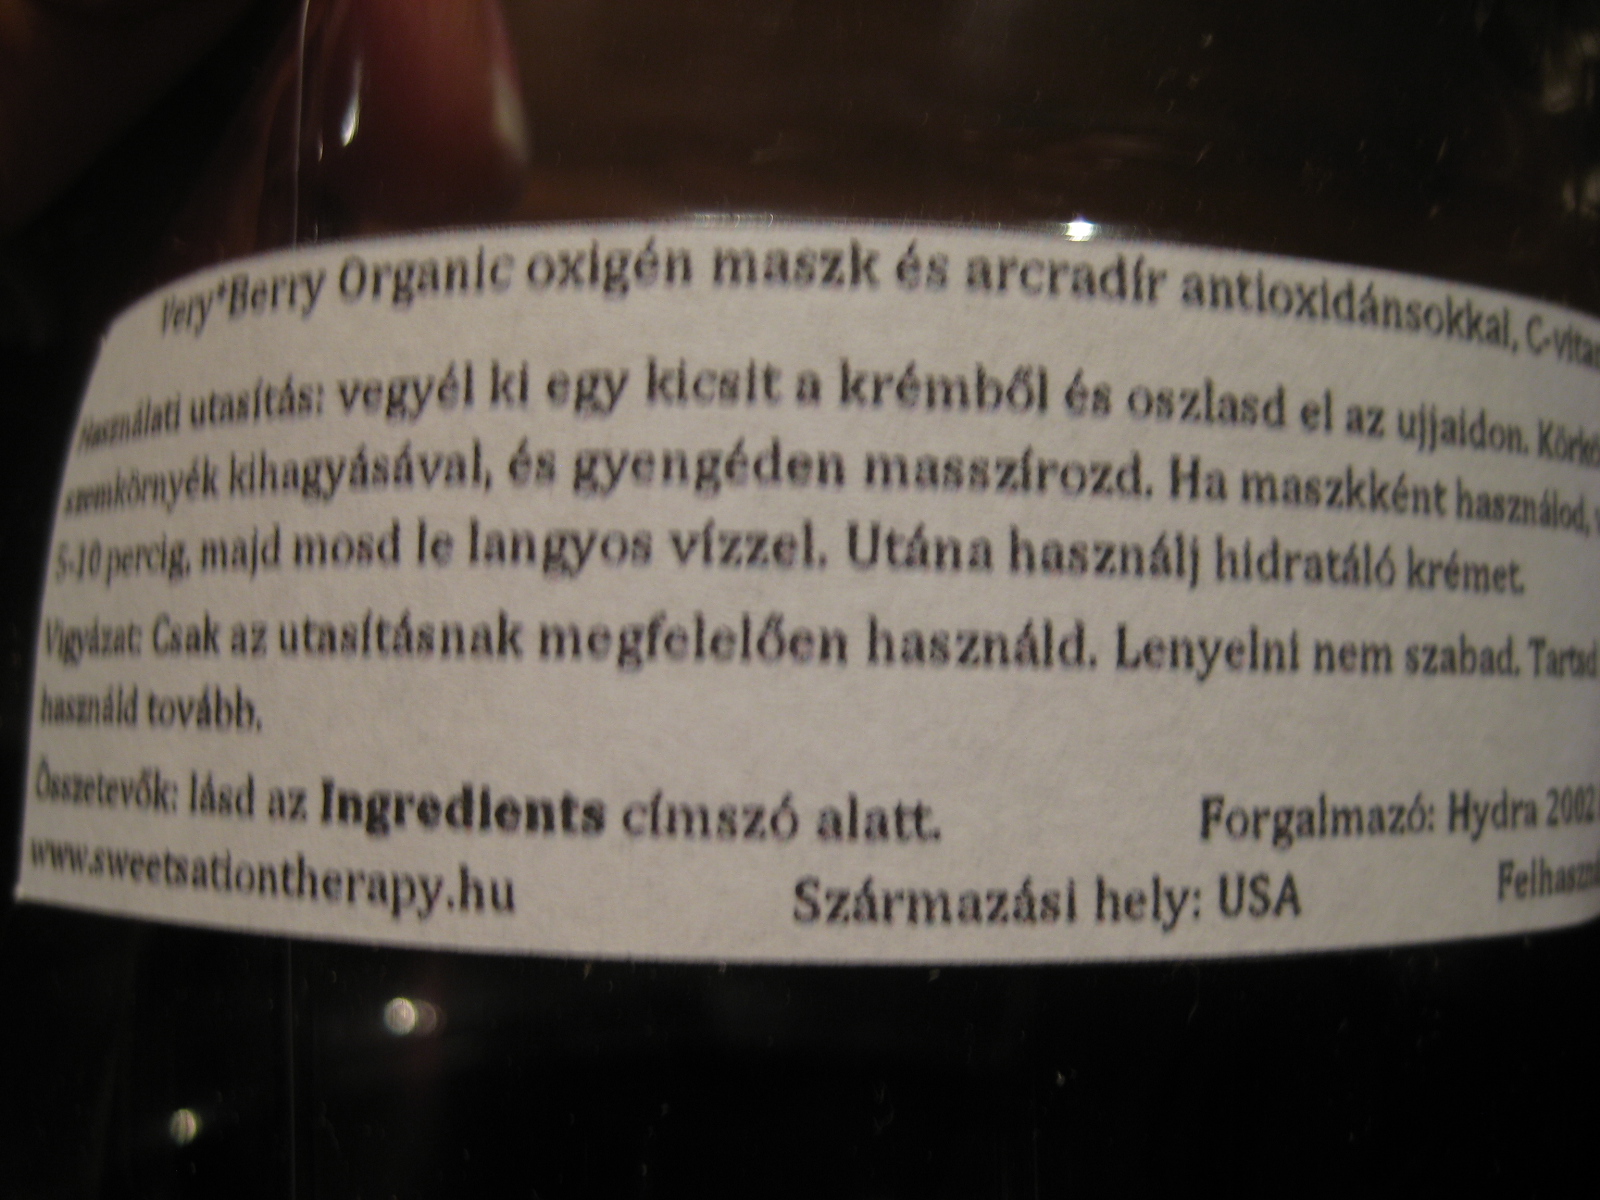 Very*Berry Organic oxigén maszk és arcradír antioxidánsokkal,
Használati utasítás: vegyél ki egy kicsit a krémből és oszlasd el az ujjaidon.
szemkörnyék kihagyásával, és gyengéden masszírozd. Ha maszkként használod,
5-10 percig, majd mosd le langyos vízzel. Utána használj hidratáló krémet.
Vigyázat: Csak az utasításnak megfelelően használd. Lenyelni nem szabad. Tartsd
használd tovább.
Összetevők: lásd az Ingredients címszó alatt. Forgalmazó: Hydra 2002
www.sweetsationtherapy.hu Származási hely: USA